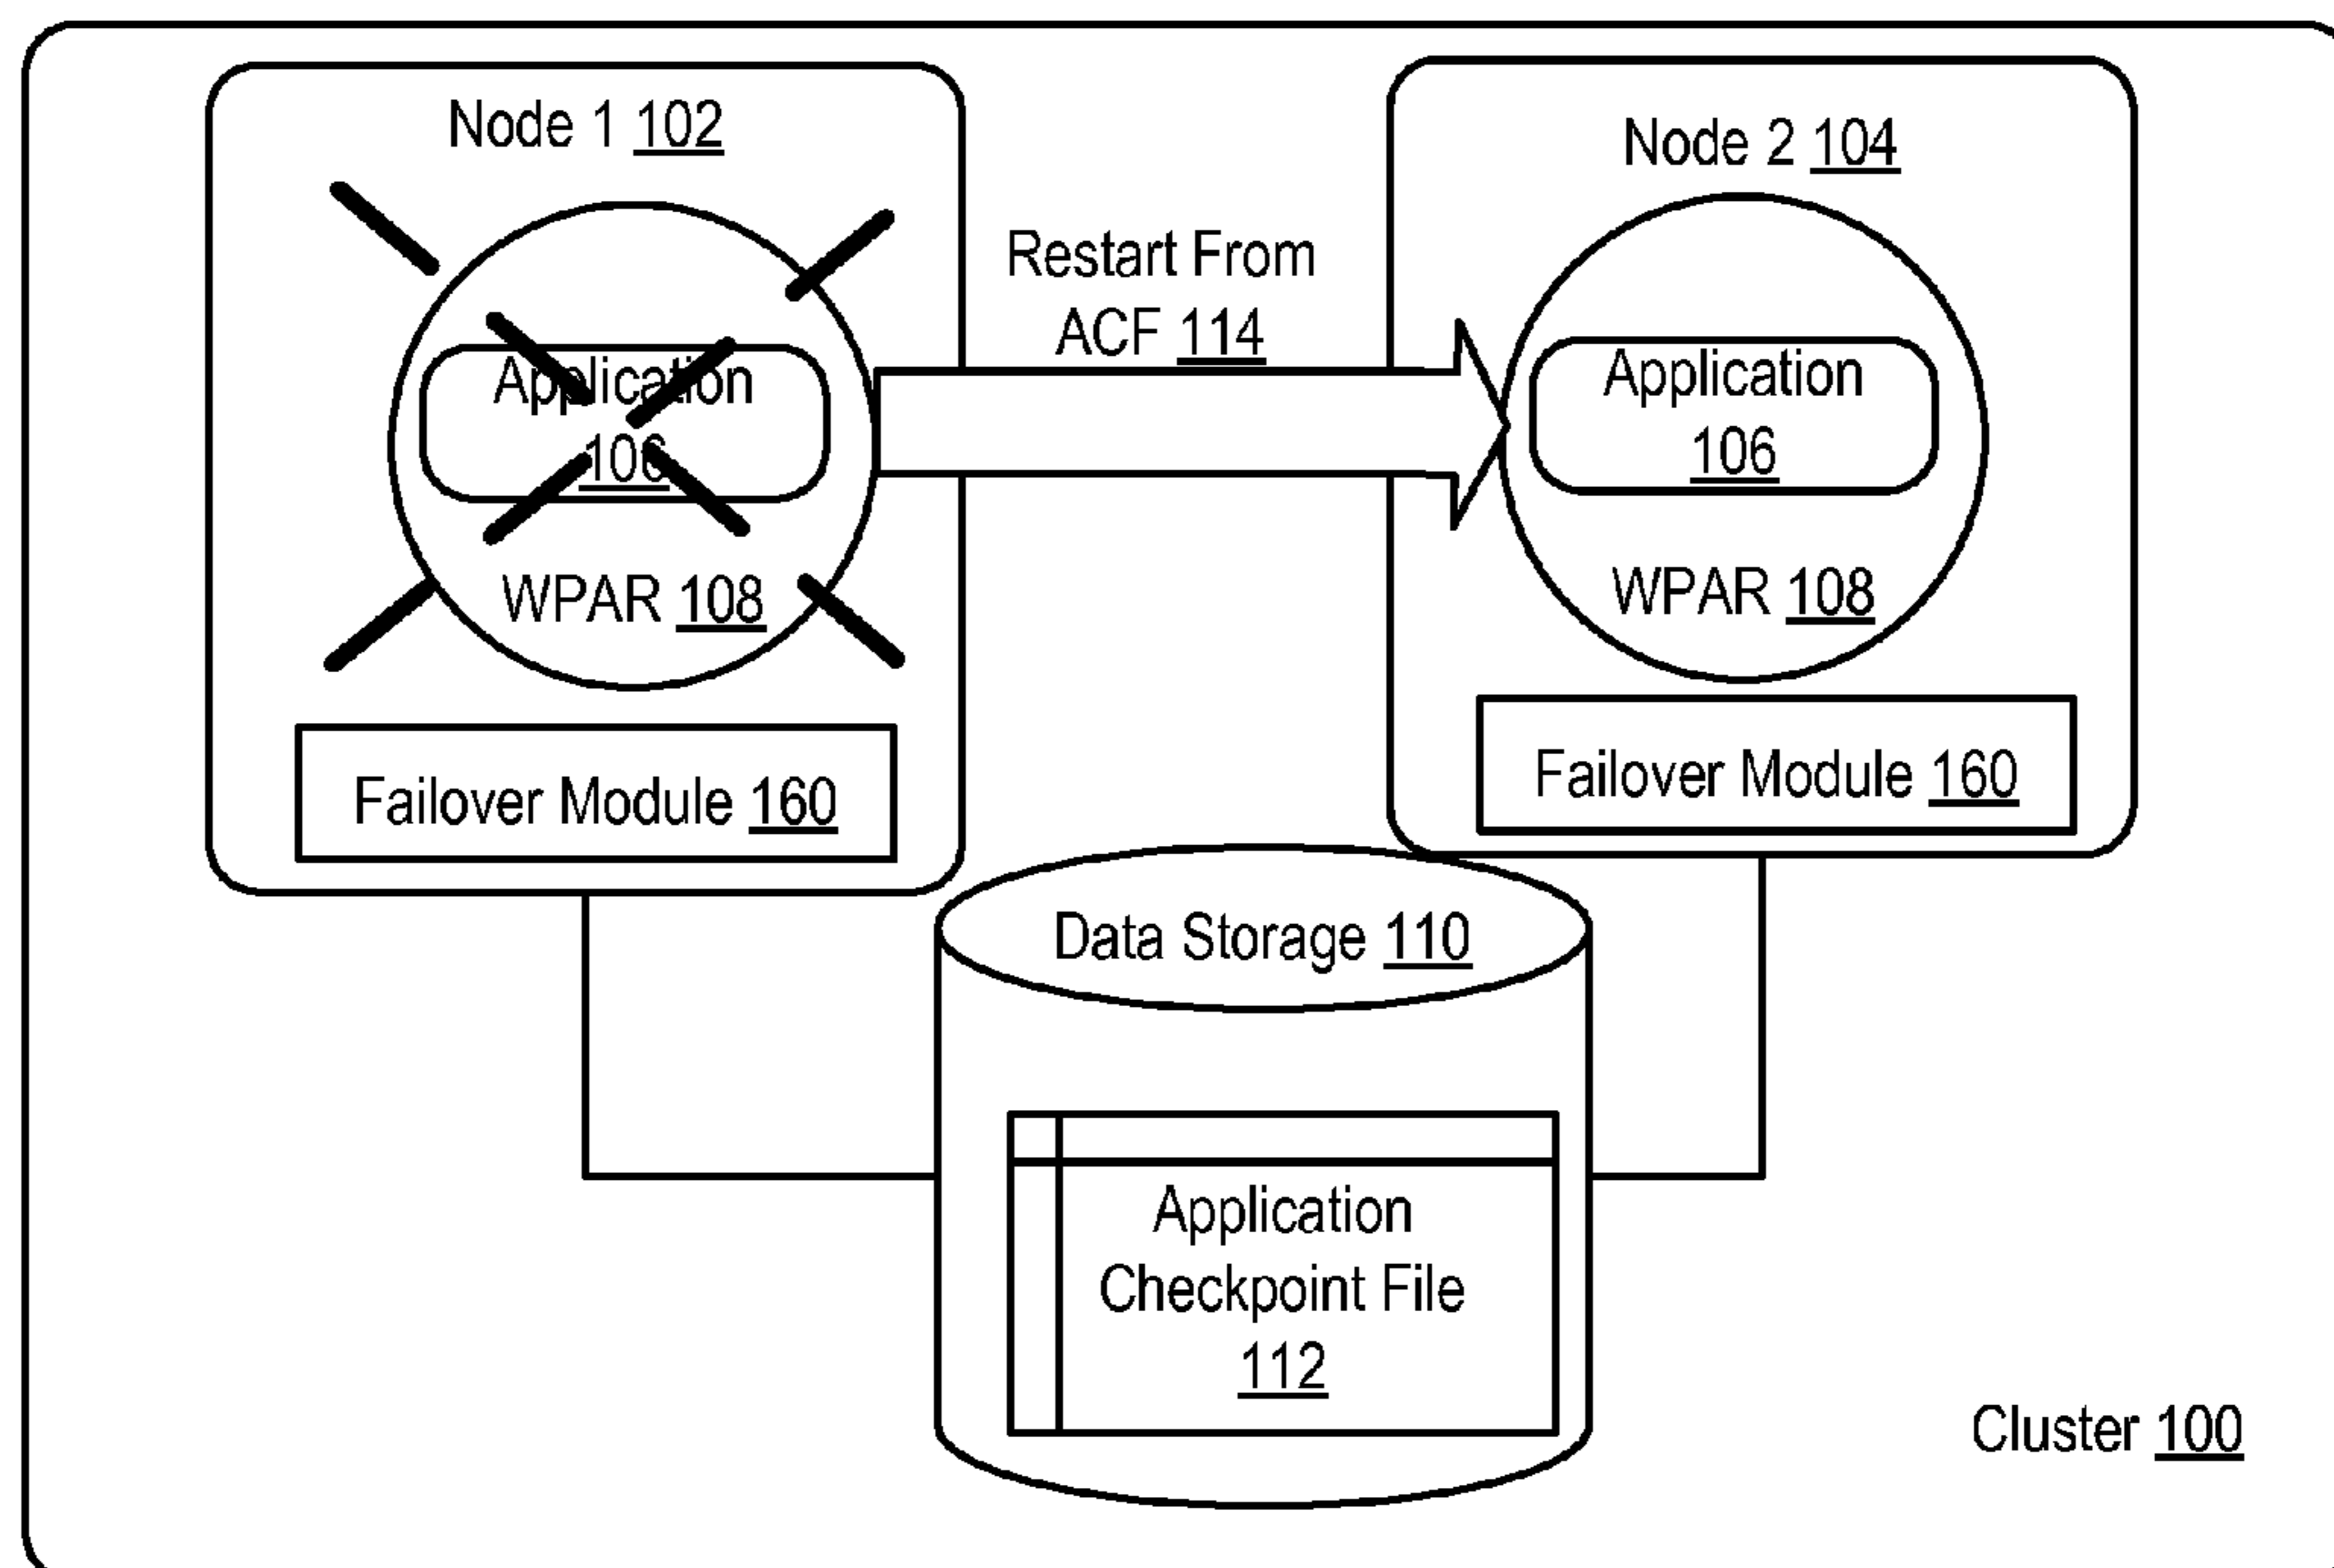 Node 1 102
Application
106
WPAR 108
Failover Module 160
Restart From
ACF 114
Node 2 104
Application
106
WPAR 108
Failover Module 160
Data Storage 110
Application
Checkpoint File
112
Cluster 100